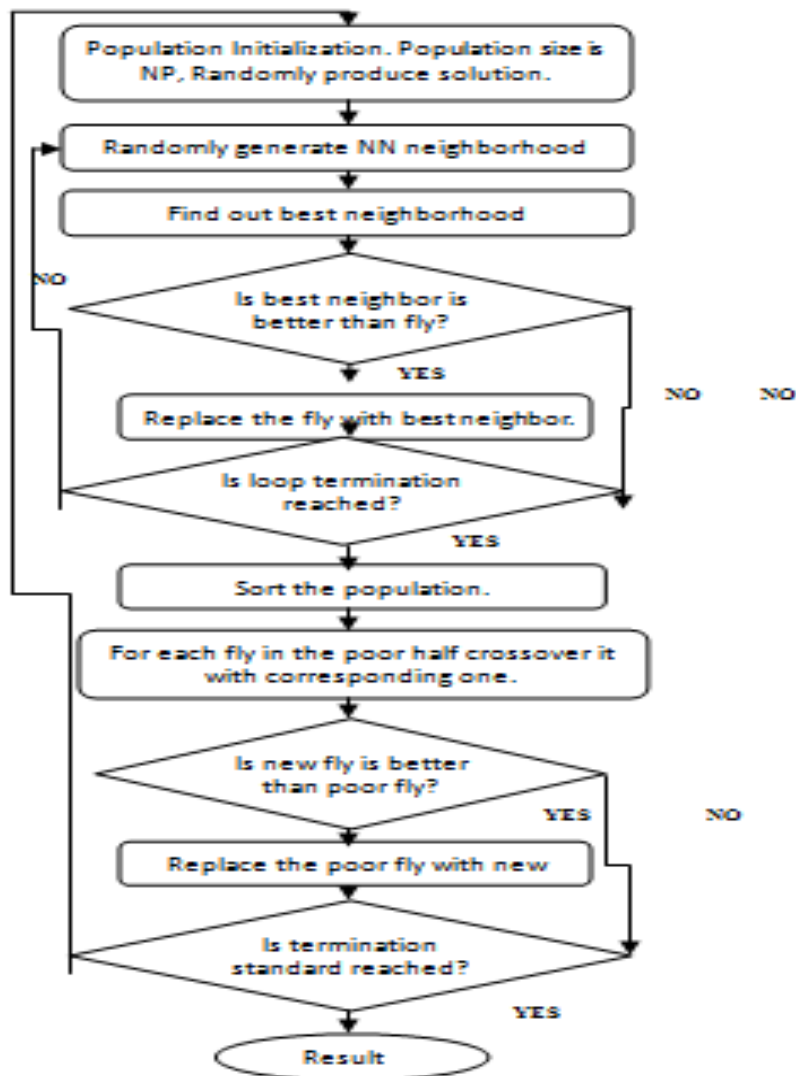 Population Initialization. Population size is
NP, Randomly produce solution.
Randomly generate NN neighborhood
Find out best neighborhood
NO
Is best neighbor is
better than fly?
YES
NO NO
Replace the fly with best neighbor.
Is loop termination
reached?
YES
Sort the population.
For each fly in the poor half crossover it
with corresponding one.
Is new fly is better
than poor fly?
YES NO
Replace the poor fly with new
Is termination
standard reached?
YES
Result